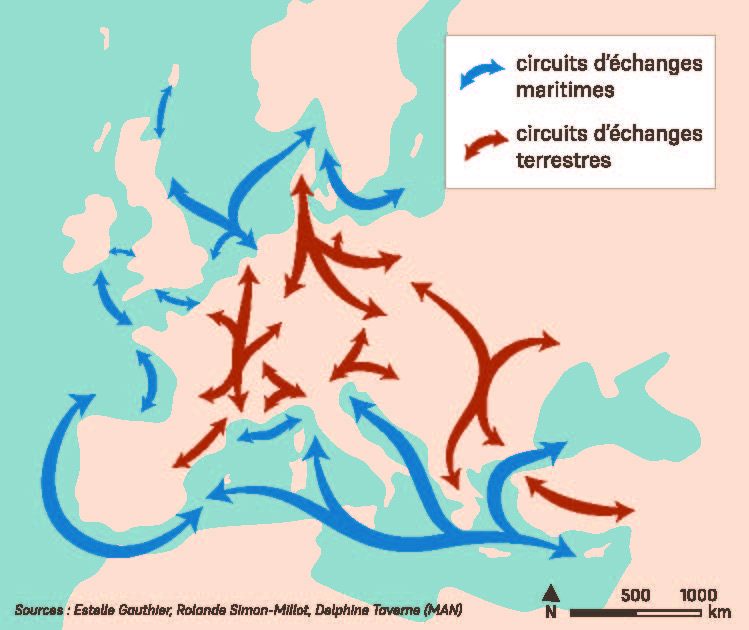 circuits d'échanges
maritimes
circuits d'échanges
terrestres
Sources : Estelle Gauthier, Rolande Simon-Millot, Delphine Taverne (MAN)
N
500 1000
km